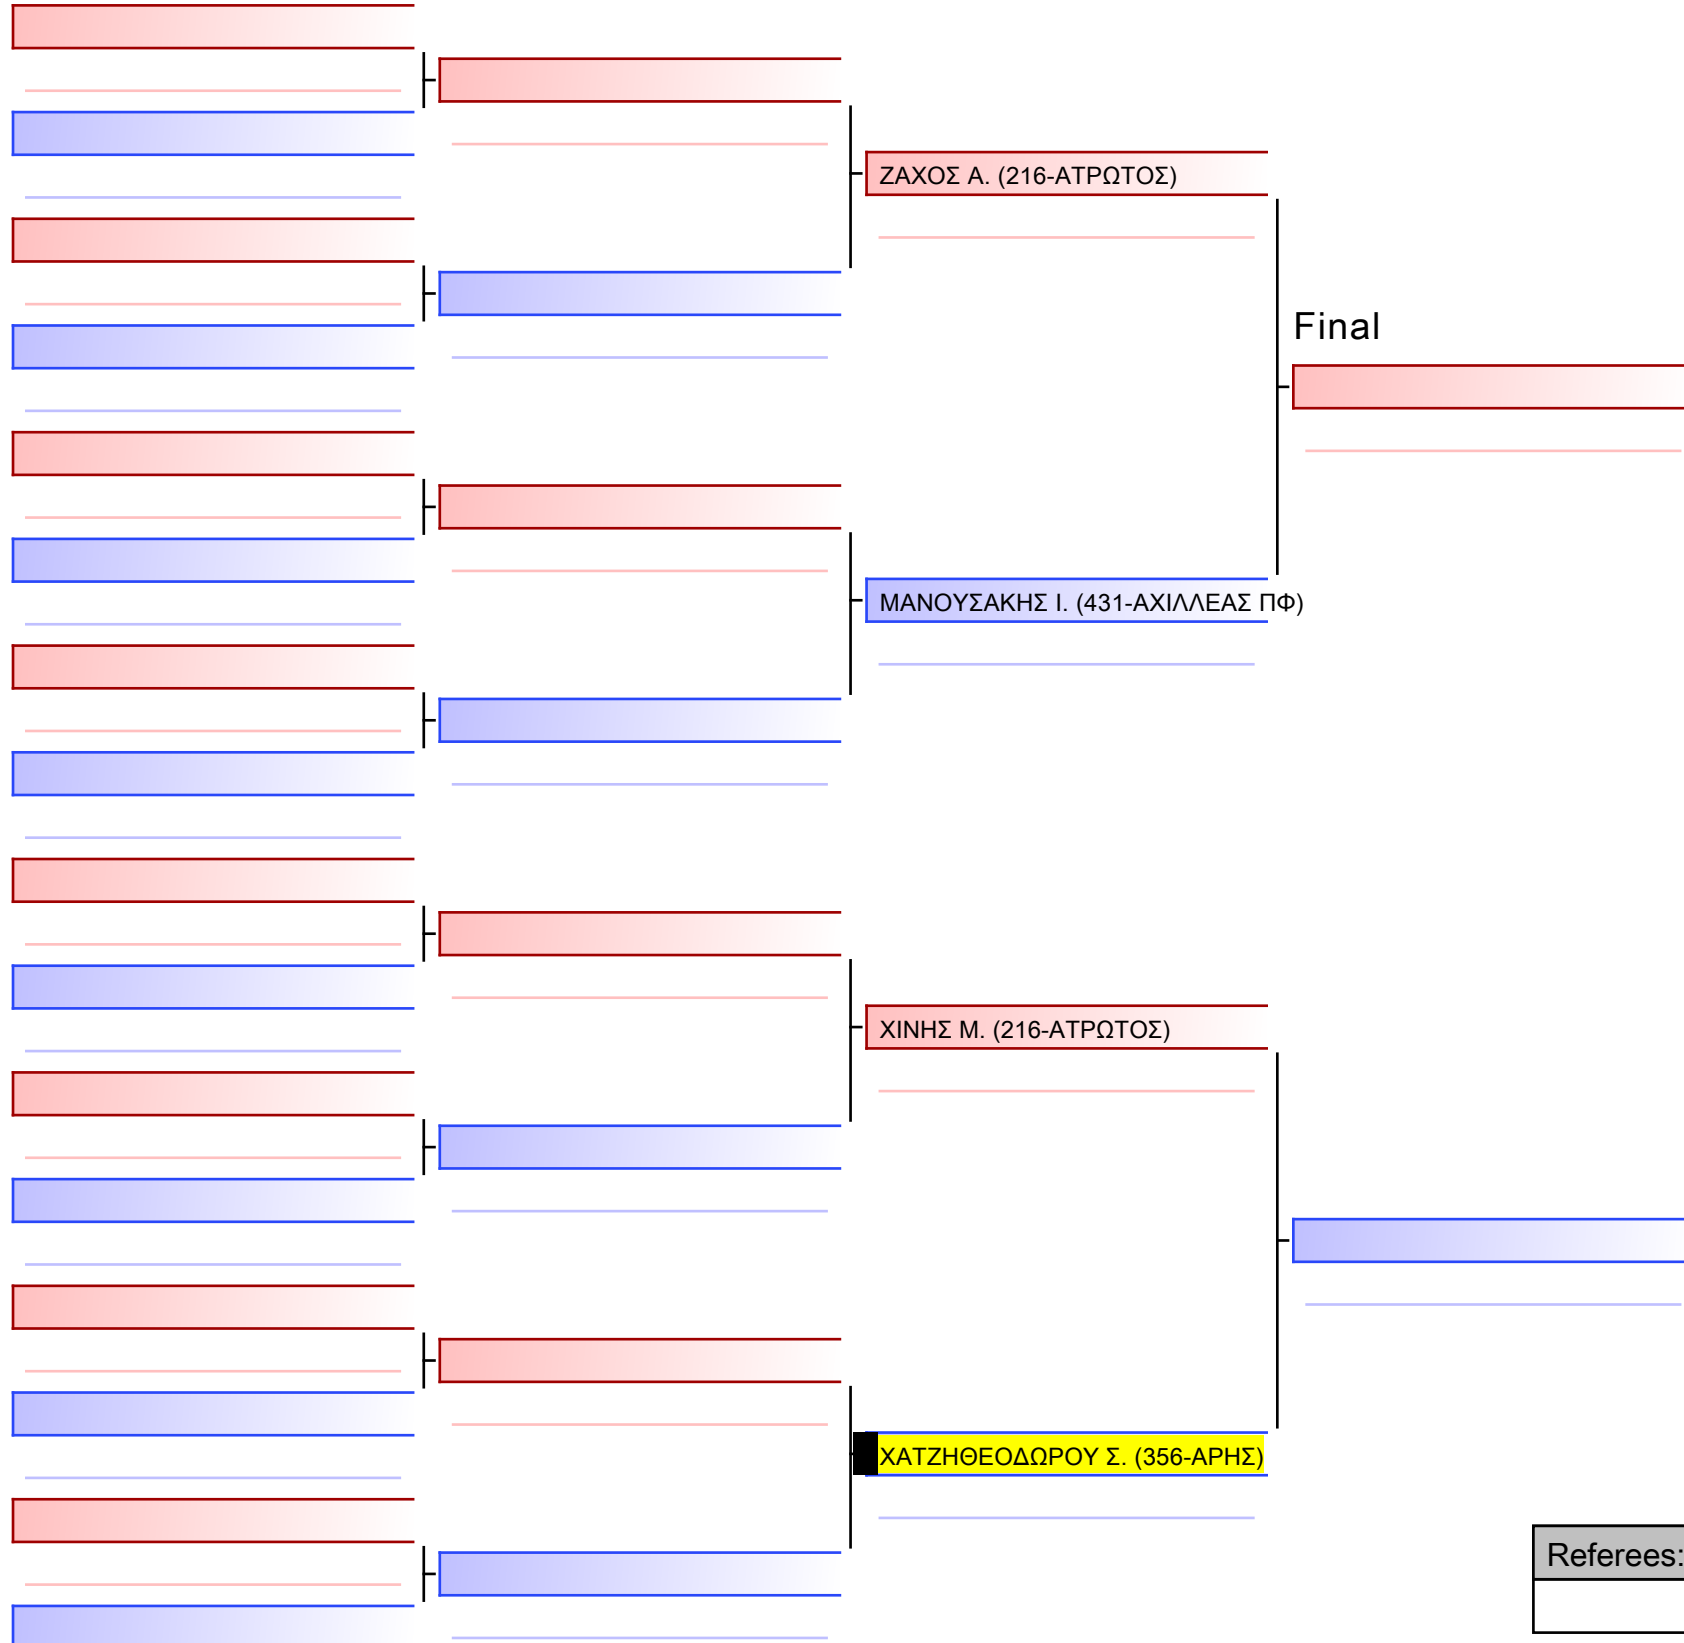 ΖΑΧΟΣ Α. (216-ΑΤΡΩΤΟΣ)
Final
ΜΑΝΟΥΣΑΚΗΣ Ι. (431-ΑΧΙΛΛΕΑΣ ΠΦ)
ΧΙΝΗΣ Μ. (216-ΑΤΡΩΤΟΣ)
ΧΑΤΖΗΘΕΟΔΩΡΟΥ Σ. (356-ΑΡΗΣ)
Referees: